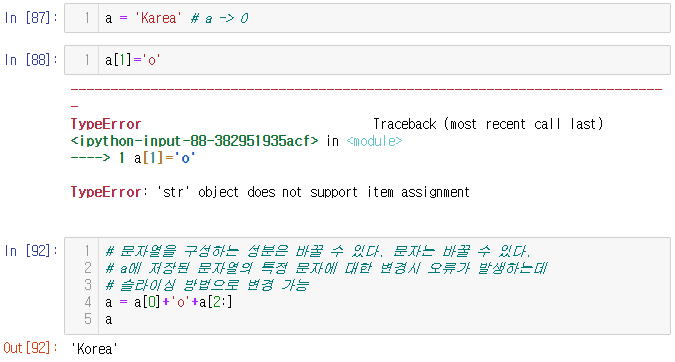 In [87]: 1 a = 'Karea' # a -> O
In [88]: 1 a[1]='o'
---------------------------------------------------------------------------
TypeError Traceback (most recent call last)
<ipython-input-88-382951935acf> in <module>
----> 1 a[1]='o'
TypeError: 'str' object does not support item assignment
In [92]: 1 # 문자열을 구성하는 성분은 바꿀 수 있다. 문자는 바꿀 수 있다.
2 # a에 저장된 문자열의 특정 문자에 대한 변경시 오류가 발생하는데
3 # 슬라이싱 방법으로 변경 가능
4 a = a[0]+'o'+a[2:]
5 a
Out[92]: 'Korea'